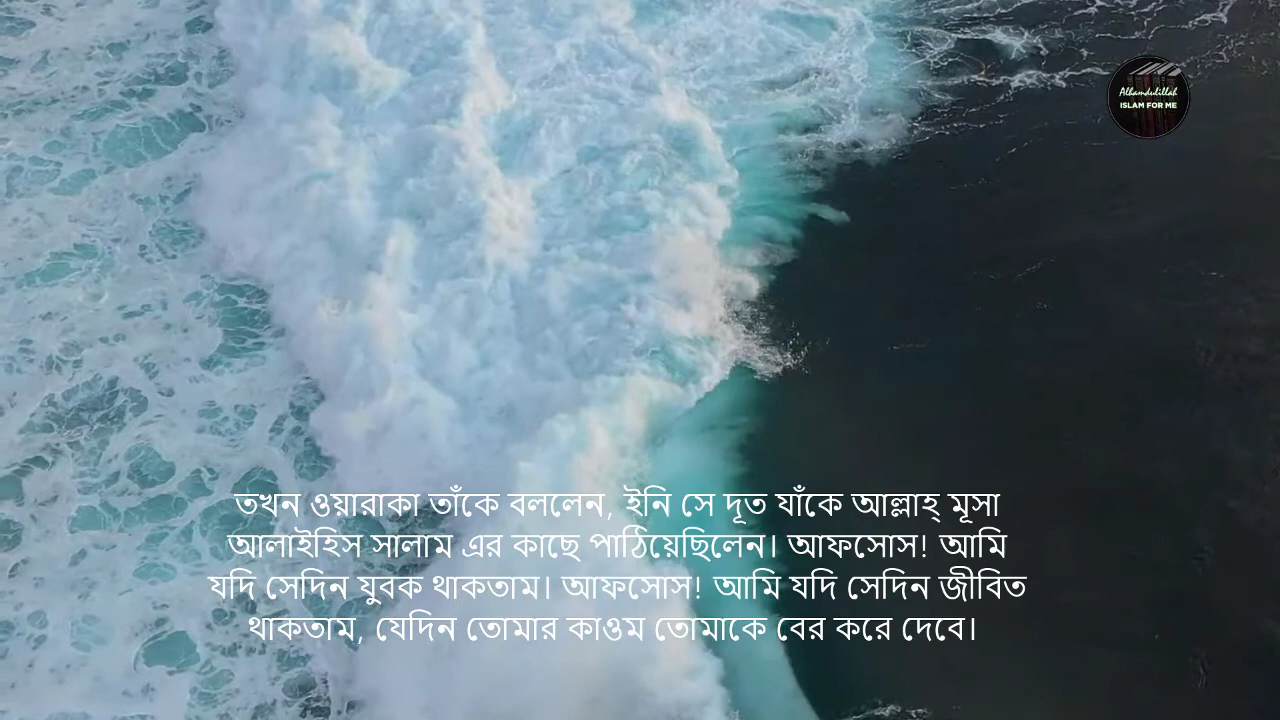 Alhamdulillah
ISLAM FOR ME
তখন ওয়ারাকা তাঁকে বললেন, ইনি সে দূত যাঁকে আল্লাহ্ মূসা
আলাইহিস সালাম এর কাছে পাঠিয়েছিলেন। আফসোস! আমি
যদি সেদিন যুবক থাকতাম। আফসোস! আমি যদি সেদিন জীবিত
থাকতাম, যেদিন তোমার কাওম তোমাকে বের করে দেবে।